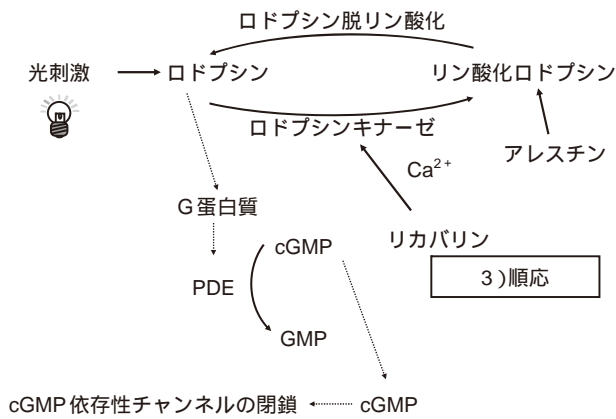 ロドプシン脱リン酸化
光刺激
ロドプシン
リン酸化ロドプシン
ロドプシンキナーゼ
アレスチン
Ca²⁺
G蛋白質
リカバリン
cGMP
3)順応
PDE
GMP
cGMP依存性チャンネルの閉鎖
cGMP